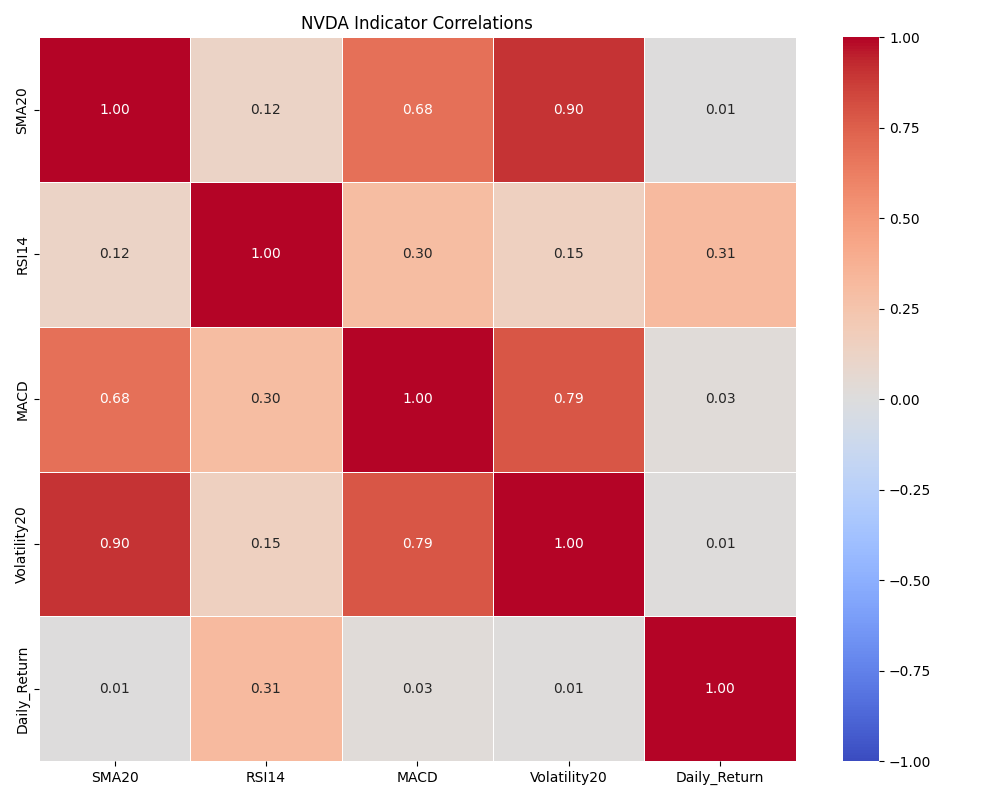 NVDA Indicator Correlations
SMA20 1.00 0.12 0.68 0.90 0.01
RSI14 0.12 1.00 0.30 0.15 0.31
MACD 0.68 0.30 1.00 0.79 0.03
Volatility20 0.90 0.15 0.79 1.00 0.01
Daily_Return 0.01 0.31 0.03 0.01 1.00
SMA20 RSI14 MACD Volatility20 Daily_Return
1.00
0.75
0.50
0.25
0.00
−0.25
−0.50
−0.75
−1.00